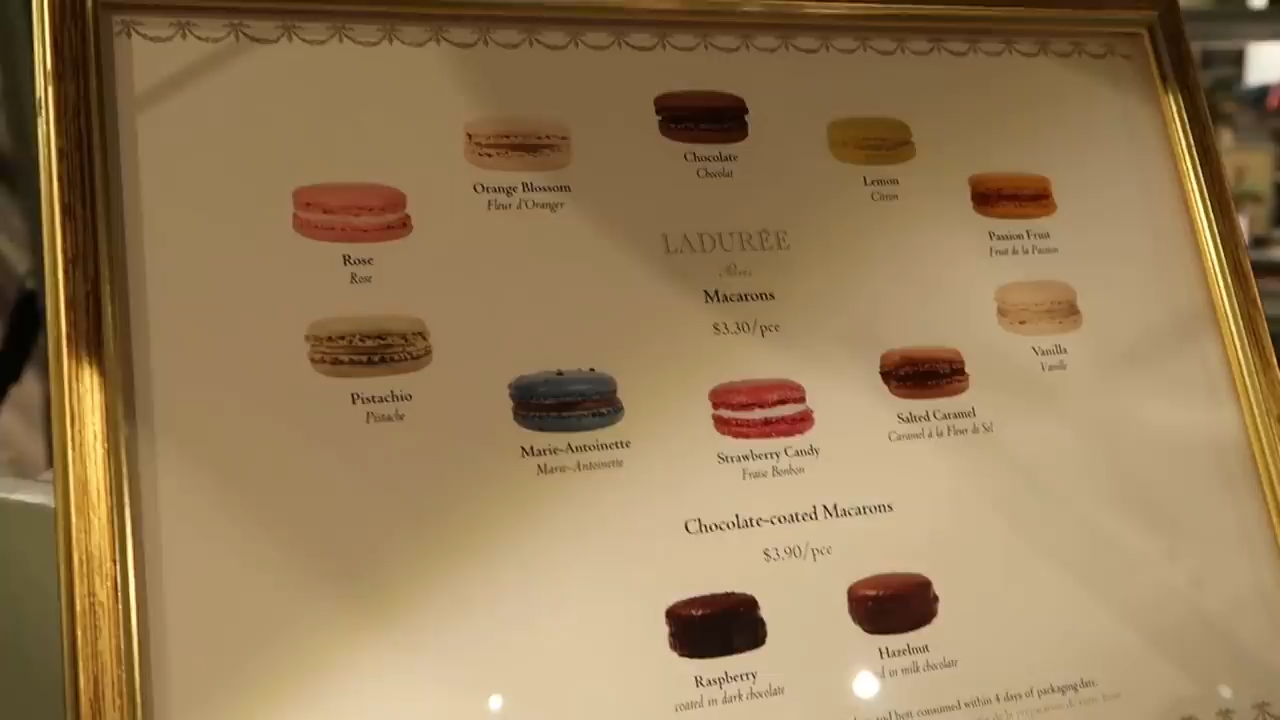 Chocolate
Chocolat
Orange Blossom
Fleur d'Oranger
Lemon
Citron
Rose
Rose
Passion Fruit
Fruit de la Passion
LADURÉE
Paris
Macarons
$3.30/pce
Vanilla
Vanille
Pistachio
Pistache
Marie-Antoinette
Marie-Antoinette
Strawberry Candy
Fraise Bonbon
Salted Caramel
Caramel à la Fleur de Sel
Chocolate-coated Macarons
$3.90/pce
Raspberry
coated in dark chocolate
Hazelnut
d in milk chocolate
and best consumed within 4 days of packaging date.